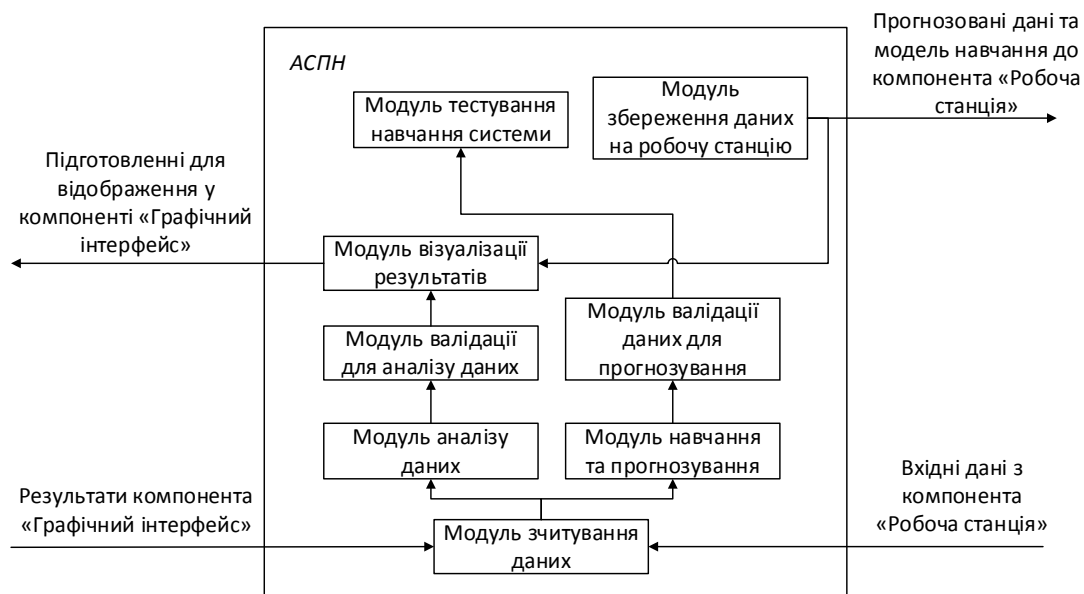 Прогнозовані дані та
модель навчання до
компонента «Робоча
станція»
АСПН
Модуль тестування
навчання системи
Модуль
збереження даних
на робочу станцію
Підготовленні для
відображення у
компоненті «Графічний
інтерфейс»
Модуль візуалізації
результатів
Модуль валідації
для аналізу даних
Модуль валідації
даних для
прогнозування
Модуль аналізу
даних
Модуль навчання
та прогнозування
Результати компонента
«Графічний інтерфейс»
Вхідні дані з
компонента
«Робоча станція»
Модуль зчитування
даних